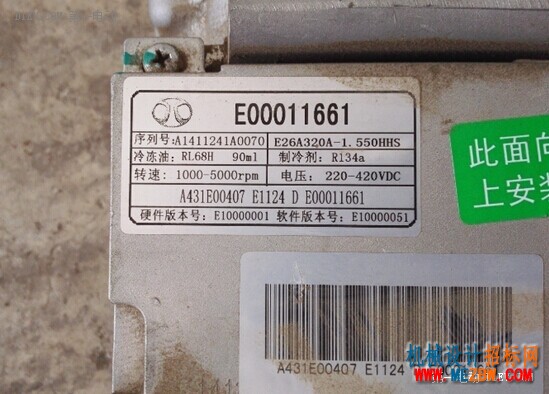 E00011661
序列号:A1411241A0070 E26A320A-1.550HHS
冷冻油: RL68H 90ml 制冷剂: R134a
转速: 1000-5000rpm 电压: 220-420VDC
A431E00407 E1124 D E00011661
硬件版本号: E10000001 软件版本号: E10000051
此面向
上安装
A431E00407 E1124
机械设计招标网